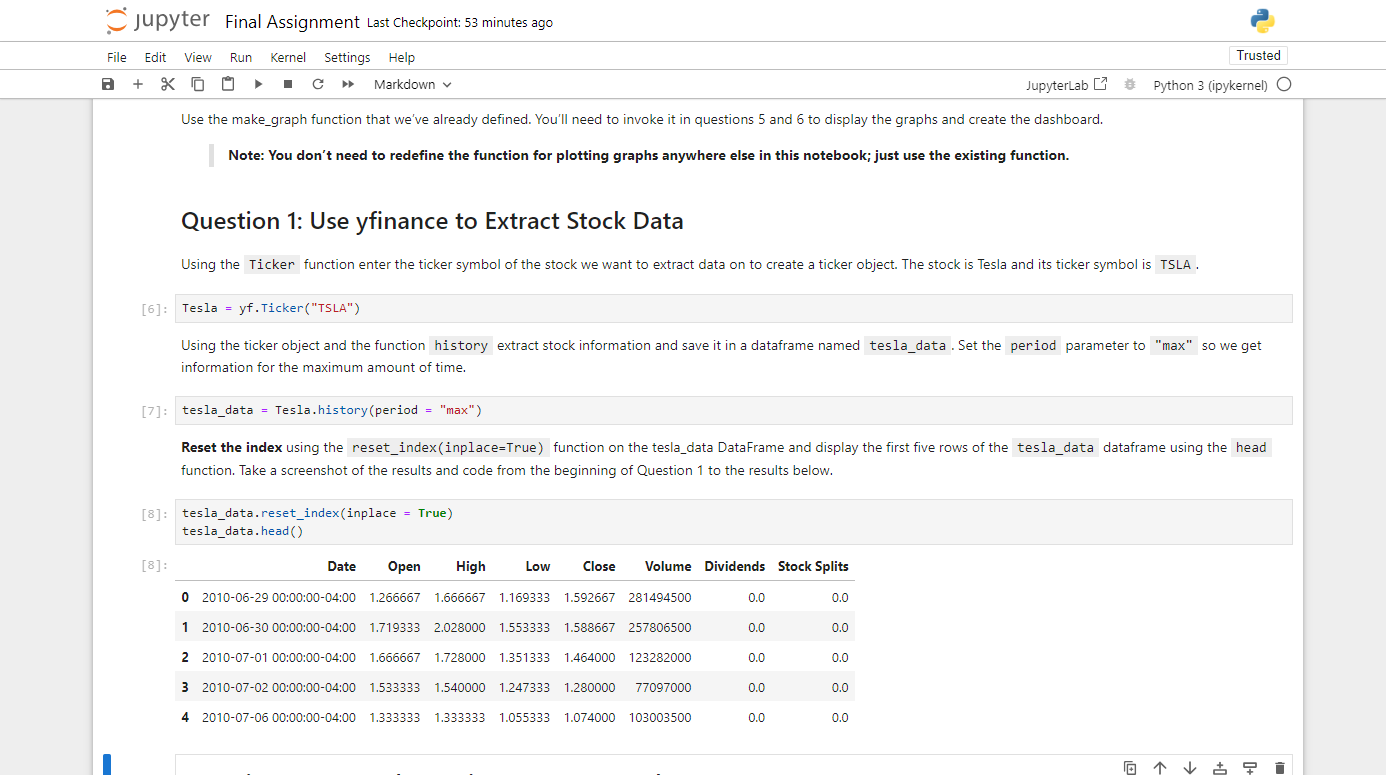 jupyter Final Assignment Last Checkpoint: 53 minutes ago
File Edit View Run Kernel Settings Help Trusted
Markdown JupyterLab Python 3 (ipykernel)
Use the make_graph function that we've already defined. You'll need to invoke it in questions 5 and 6 to display the graphs and create the dashboard.
Note: You don't need to redefine the function for plotting graphs anywhere else in this notebook; just use the existing function.
Question 1: Use yfinance to Extract Stock Data
Using the Ticker function enter the ticker symbol of the stock we want to extract data on to create a ticker object. The stock is Tesla and its ticker symbol is TSLA .
[6]: Tesla = yf.Ticker("TSLA")
Using the ticker object and the function history extract stock information and save it in a dataframe named tesla_data . Set the period parameter to "max" so we get
information for the maximum amount of time.
[7]: tesla_data = Tesla.history(period = "max")
Reset the index using the reset_index(inplace=True) function on the tesla_data DataFrame and display the first five rows of the tesla_data dataframe using the head
function. Take a screenshot of the results and code from the beginning of Question 1 to the results below.
[8]: tesla_data.reset_index(inplace = True)
tesla_data.head()
[8]: Date Open High Low Close Volume Dividends Stock Splits
0 2010-06-29 00:00:00-04:00 1.266667 1.666667 1.169333 1.592667 281494500 0.0 0.0
1 2010-06-30 00:00:00-04:00 1.719333 2.028000 1.553333 1.588667 257806500 0.0 0.0
2 2010-07-01 00:00:00-04:00 1.666667 1.728000 1.351333 1.464000 123282000 0.0 0.0
3 2010-07-02 00:00:00-04:00 1.533333 1.540000 1.247333 1.280000 77097000 0.0 0.0
4 2010-07-06 00:00:00-04:00 1.333333 1.333333 1.055333 1.074000 103003500 0.0 0.0